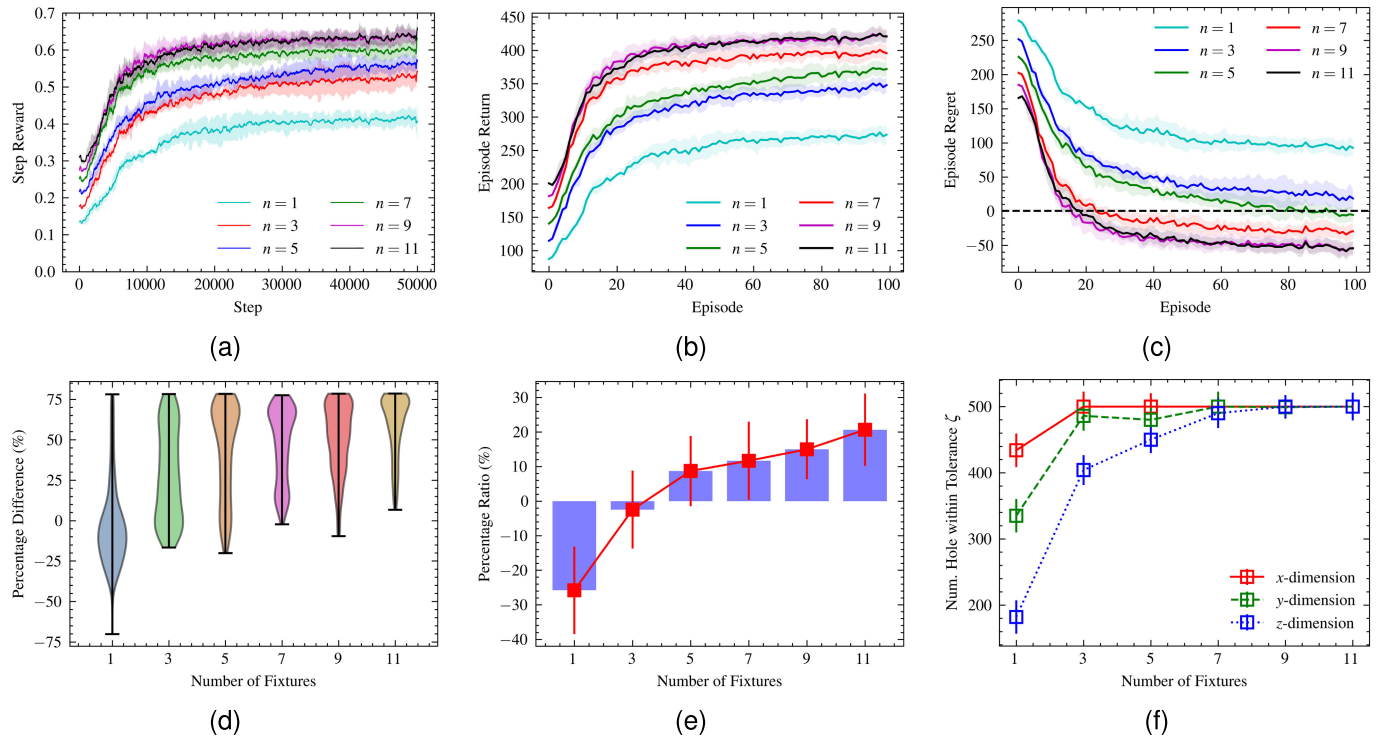 Step Reward
0.7
0.6
0.5
0.4
0.3
0.2
0.1
0.0
n = 1
n = 3
n = 5
n = 7
n = 9
n = 11
0 10000 20000 30000 40000 50000
Step
(a)
Episode Return
450
400
350
300
250
200
150
100
n = 1
n = 3
n = 5
n = 7
n = 9
n = 11
0 20 40 60 80 100
Episode
(b)
Episode Regret
250
200
150
100
50
0
−50
n = 1
n = 3
n = 5
n = 7
n = 9
n = 11
0 20 40 60 80 100
Episode
(c)
Percentage Difference (%)
75
50
25
0
−25
−50
−75
1 3 5 7 9 11
Number of Fixtures
(d)
Percentage Ratio (%)
30
20
10
0
−10
−20
−30
−40
1 3 5 7 9 11
Number of Fixtures
(e)
Num. Hole within Tolerance ζ
500
400
300
200
x-dimension
y-dimension
z-dimension
1 3 5 7 9 11
Number of Fixtures
(f)